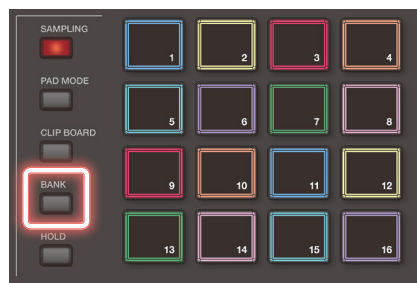 SAMPLING
1 2 3 4
PAD MODE
5 6 7 8
CLIP BOARD
9 10 11 12
BANK
HOLD
13 14 15 16